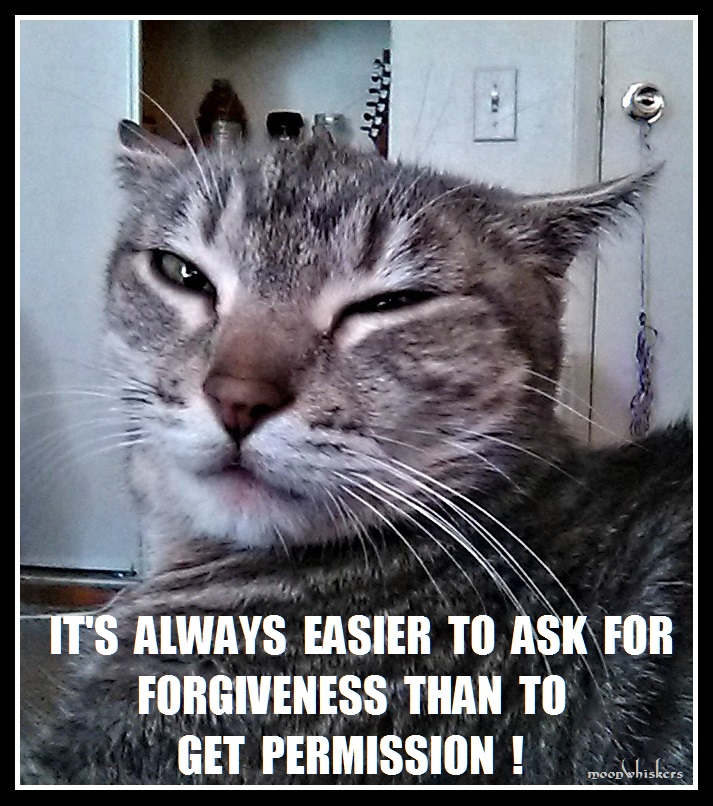 IT'S ALWAYS EASIER TO ASK FOR
FORGIVENESS THAN TO
GET PERMISSION !
moonwhiskers